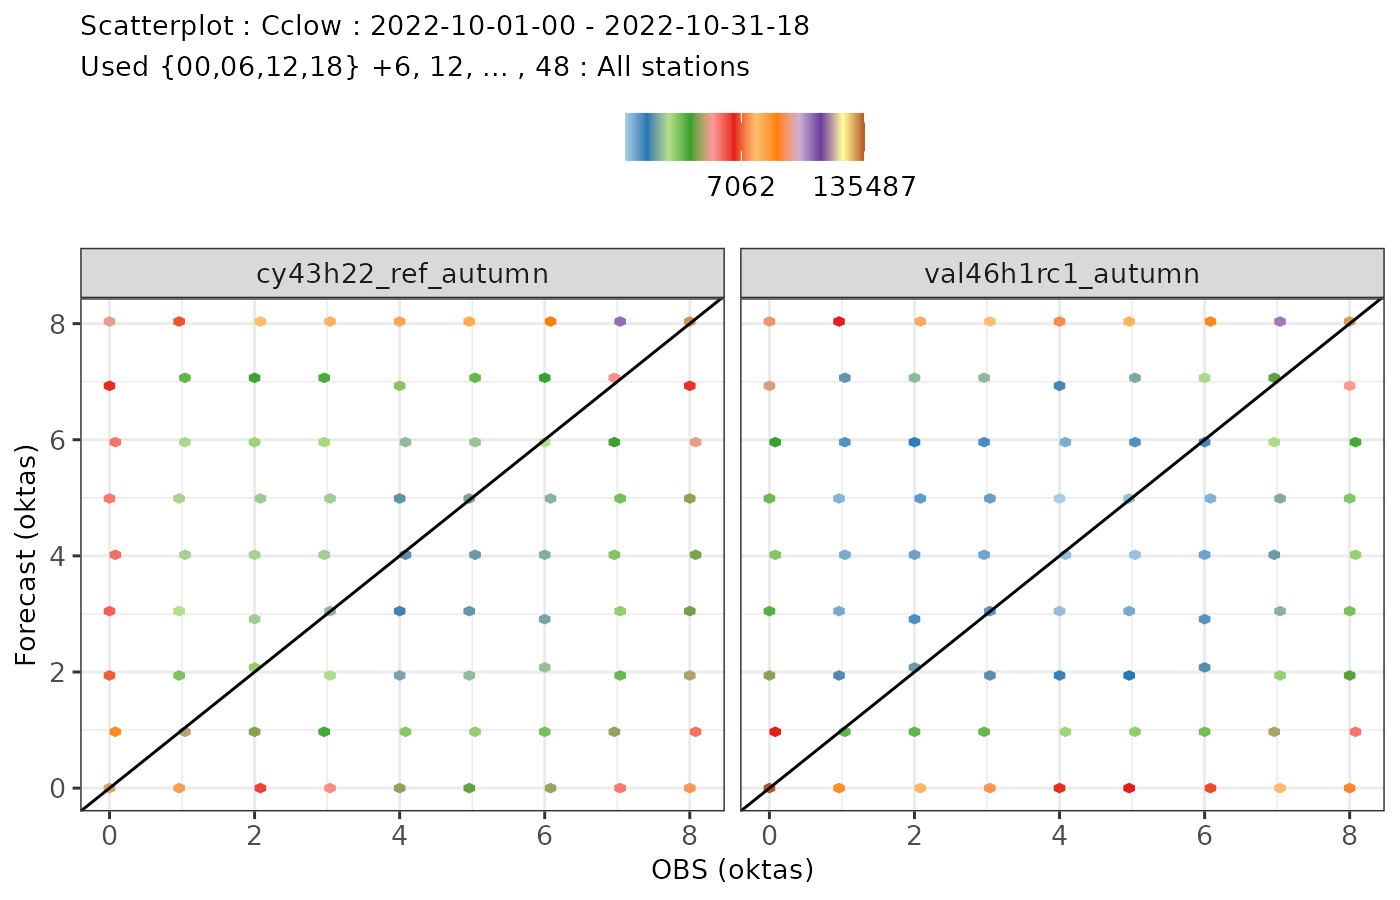 Scatterplot : Cclow : 2022-10-01-00 - 2022-10-31-18
Used {00,06,12,18} +6, 12, ... , 48 : All stations
7062 135487
cy43h22_ref_autumn val46h1rc1_autumn
Forecast (oktas)
8
6
4
2
0
0 2 4 6 8 0 2 4 6 8
OBS (oktas)